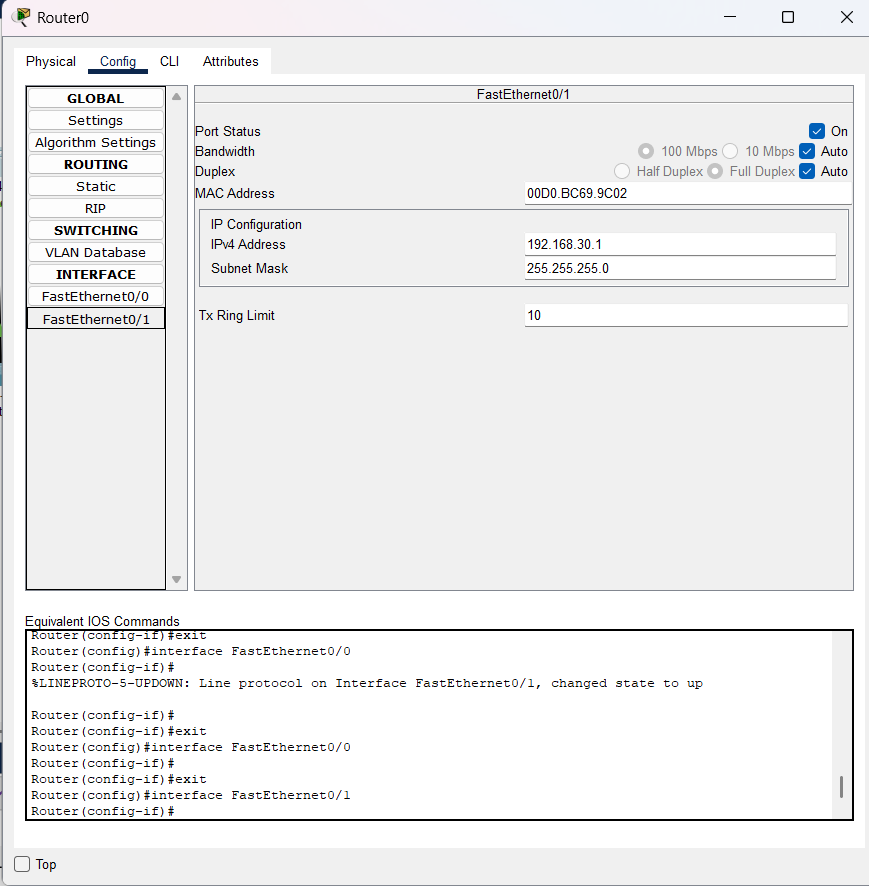 Router0
Physical Config CLI Attributes
GLOBAL
Settings
Algorithm Settings
ROUTING
Static
RIP
SWITCHING
VLAN Database
INTERFACE
FastEthernet0/0
FastEthernet0/1
FastEthernet0/1
Port Status On
Bandwidth 100 Mbps 10 Mbps Auto
Duplex Half Duplex Full Duplex Auto
MAC Address 00D0.BC69.9C02
IP Configuration
IPv4 Address 192.168.30.1
Subnet Mask 255.255.255.0
Tx Ring Limit 10
Equivalent IOS Commands
Router(config-if)#exit
Router(config)#interface FastEthernet0/0
Router(config-if)#
%LINEPROTO-5-UPDOWN: Line protocol on Interface FastEthernet0/1, changed state to up
Router(config-if)#
Router(config-if)#exit
Router(config)#interface FastEthernet0/0
Router(config-if)#
Router(config-if)#exit
Router(config)#interface FastEthernet0/1
Router(config-if)#
Top